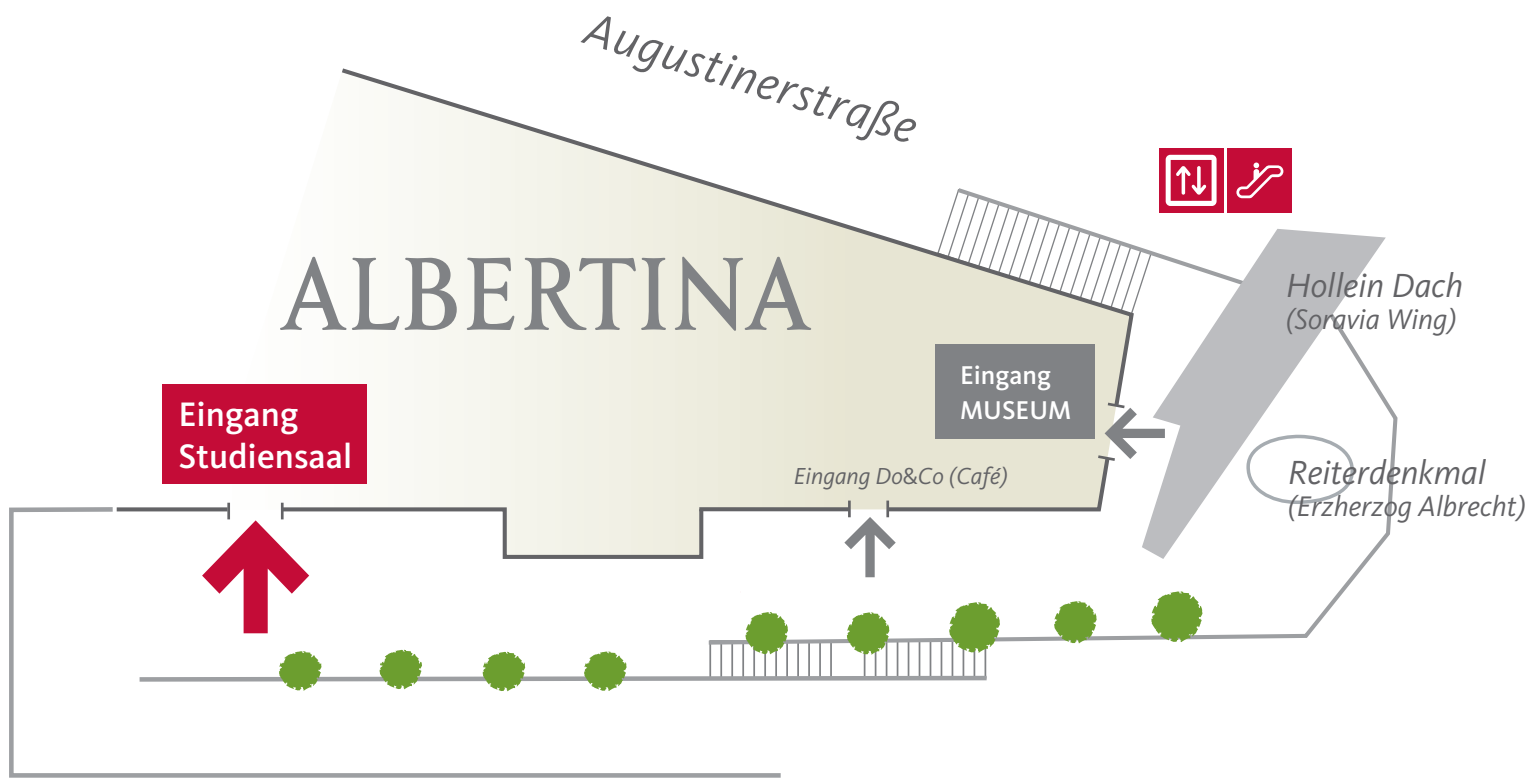 Augustinerstraße
ALBERTINA
Hollein Dach
(Soravia Wing)
Eingang
MUSEUM
Eingang
Studiensaal
Eingang Do&Co (Café)
Reiterdenkmal
(Erzherzog Albrecht)